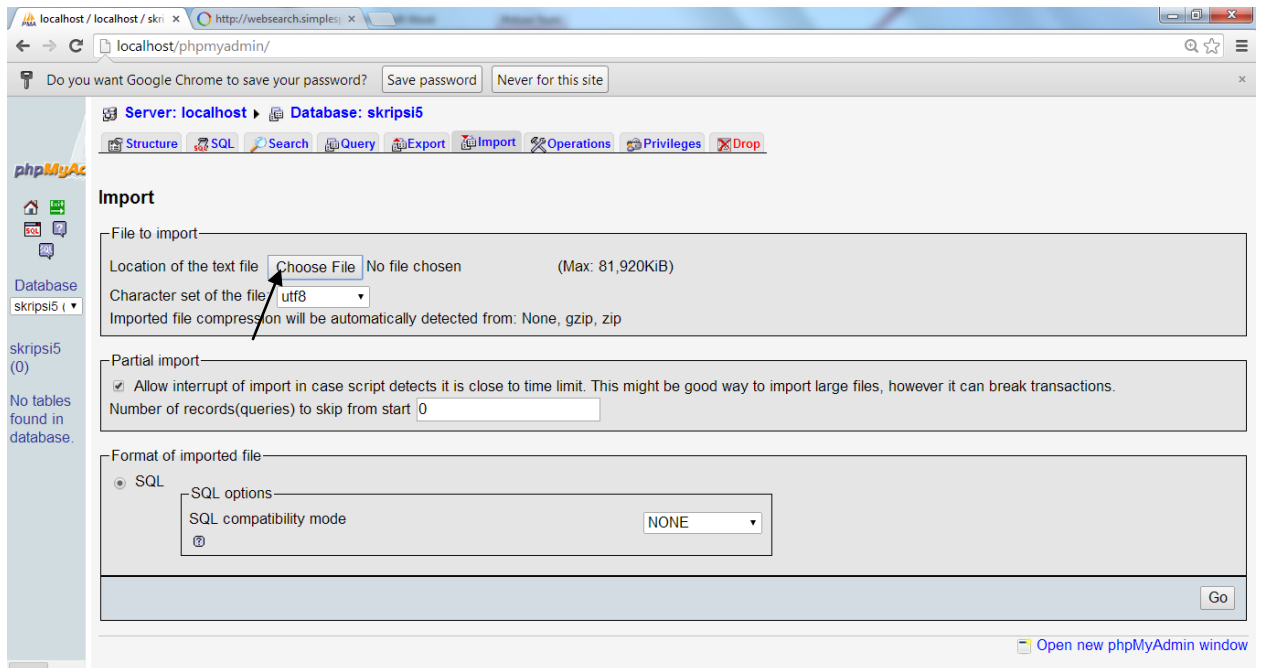 localhost / localhost / skri
http://websearch.simplesp
localhost/phpmyadmin/
Do you want Google Chrome to save your password? Save password Never for this site
Server: localhost Database: skripsi5
Structure SQL Search Query Export Import Operations Privileges Drop
phpMyAd
Import
File to import
Location of the text file Choose File No file chosen (Max: 81,920KiB)
Character set of the file: utf8
Imported file compression will be automatically detected from: None, gzip, zip
Database
skripsi5 (
skripsi5
(0)
No tables
found in
database.
Partial import
Allow interrupt of import in case script detects it is close to time limit. This might be good way to import large files, however it can break transactions.
Number of records(queries) to skip from start 0
Format of imported file
SQL
SQL options
SQL compatibility mode NONE
Go
Open new phpMyAdmin window